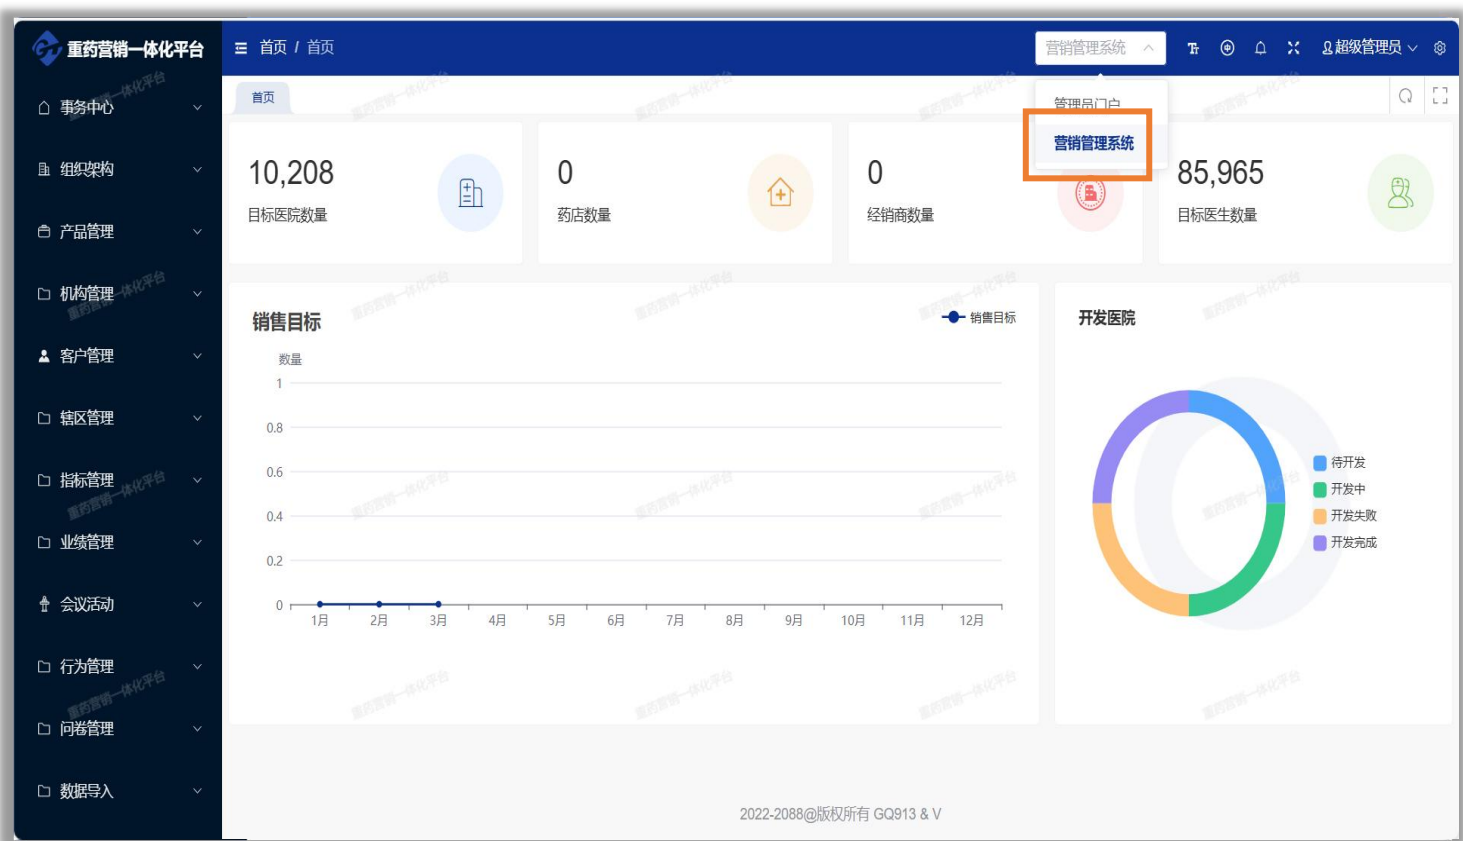 重药营销一体化平台
首页 / 首页
营销管理系统
超级管理员
首页
管理员门户
营销管理系统
事务中心
组织架构
产品管理
机构管理
客户管理
辖区管理
指标管理
业绩管理
会议活动
行为管理
问卷管理
数据导入
10,208
目标医院数量
0
药店数量
0
经销商数量
85,965
目标医生数量
销售目标
销售目标
数量
1
0.8
0.6
0.4
0.2
0
1月 2月 3月 4月 5月 6月 7月 8月 9月 10月 11月 12月
开发医院
待开发
开发中
开发失败
开发完成
重药营销一体化平台
2022-2088@版权所有 GQ913 & V